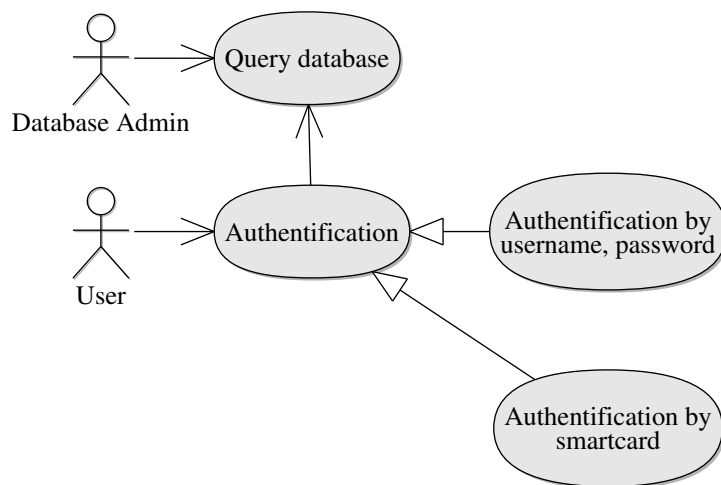 Query database
Database Admin
Authentification
User
Authentification by
username, password
Authentification by
smartcard